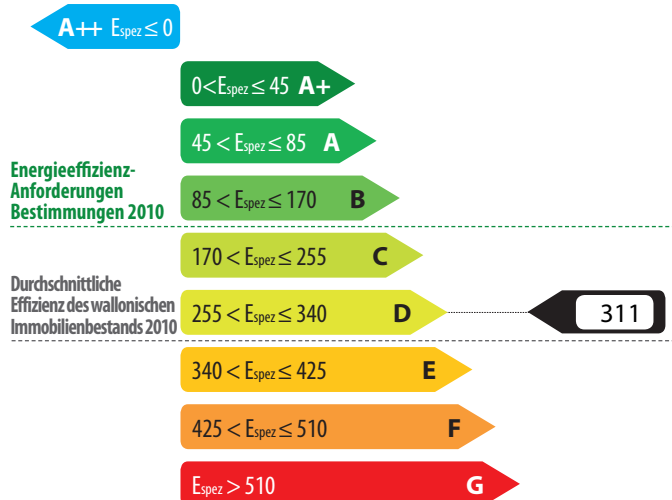 A++ Espez ≤ 0
0<Espez ≤ 45 A+
45 < Espez ≤ 85 A
Energieeffizienz-
Anforderungen
Bestimmungen 2010
85 < Espez ≤ 170 B
170 < Espez ≤ 255 C
Durchschnittliche
Effizienz des wallonischen
Immobilienbestands 2010
255 < Espez ≤ 340 D
311
340 < Espez ≤ 425 E
425 < Espez ≤ 510 F
Espez > 510 G